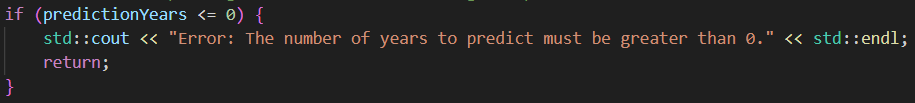 if (predictionYears <= 0) {
    std::cout << "Error: The number of years to predict must be greater than 0." << std::endl;
    return;
}